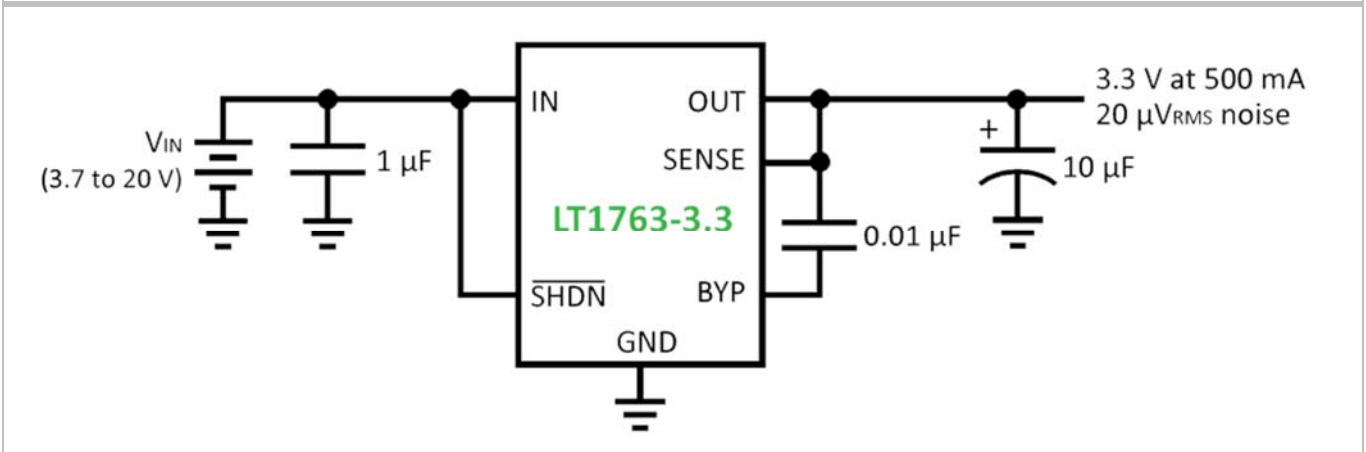 VIN
(3.7 to 20 V)
1 µF
IN
SHDN
OUT
SENSE
LT1763-3.3
BYP
GND
0.01 µF
+
10 µF
3.3 V at 500 mA
20 µVRMS noise